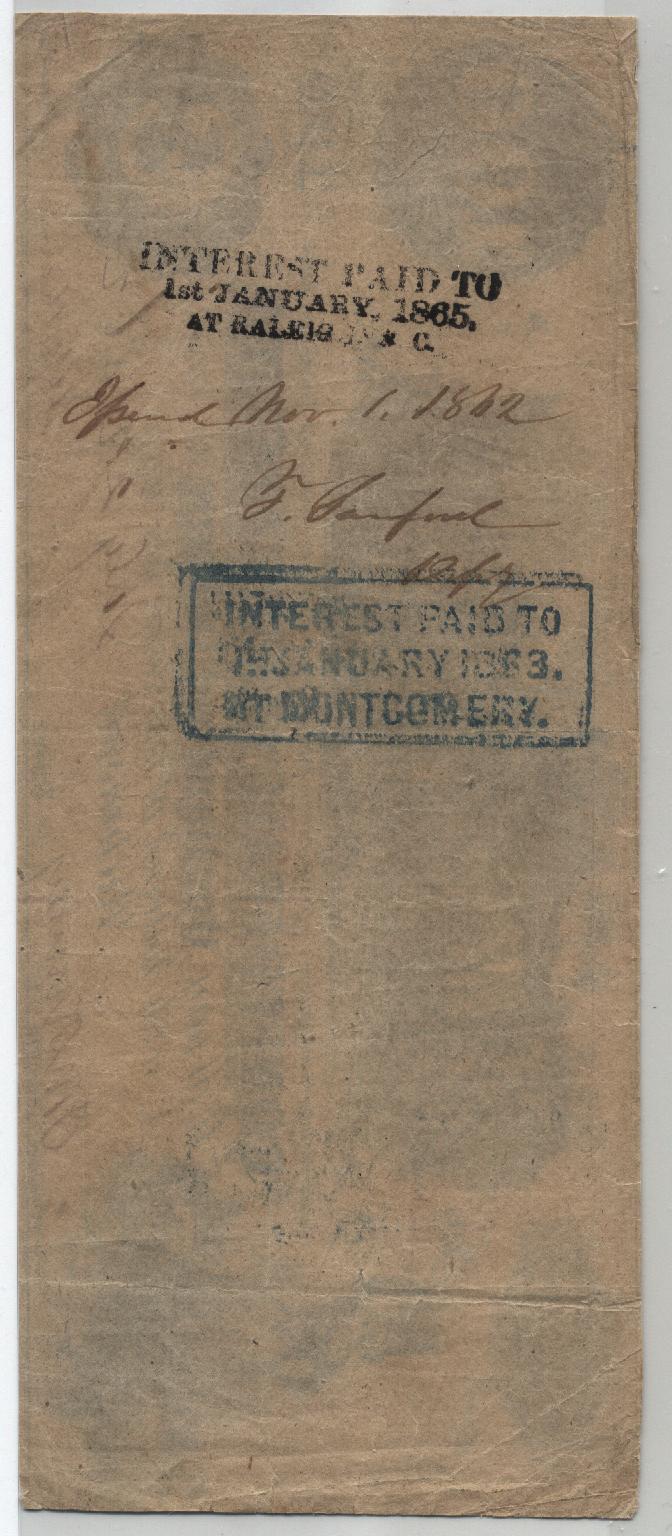 INTEREST PAID TO
1st JANUARY, 1865.
AT RALEIGH N. C.
Issued Nov. 1. 1862
T. Sanford
INTEREST PAID TO
1st JANUARY 1863.
AT MONTGOMERY.